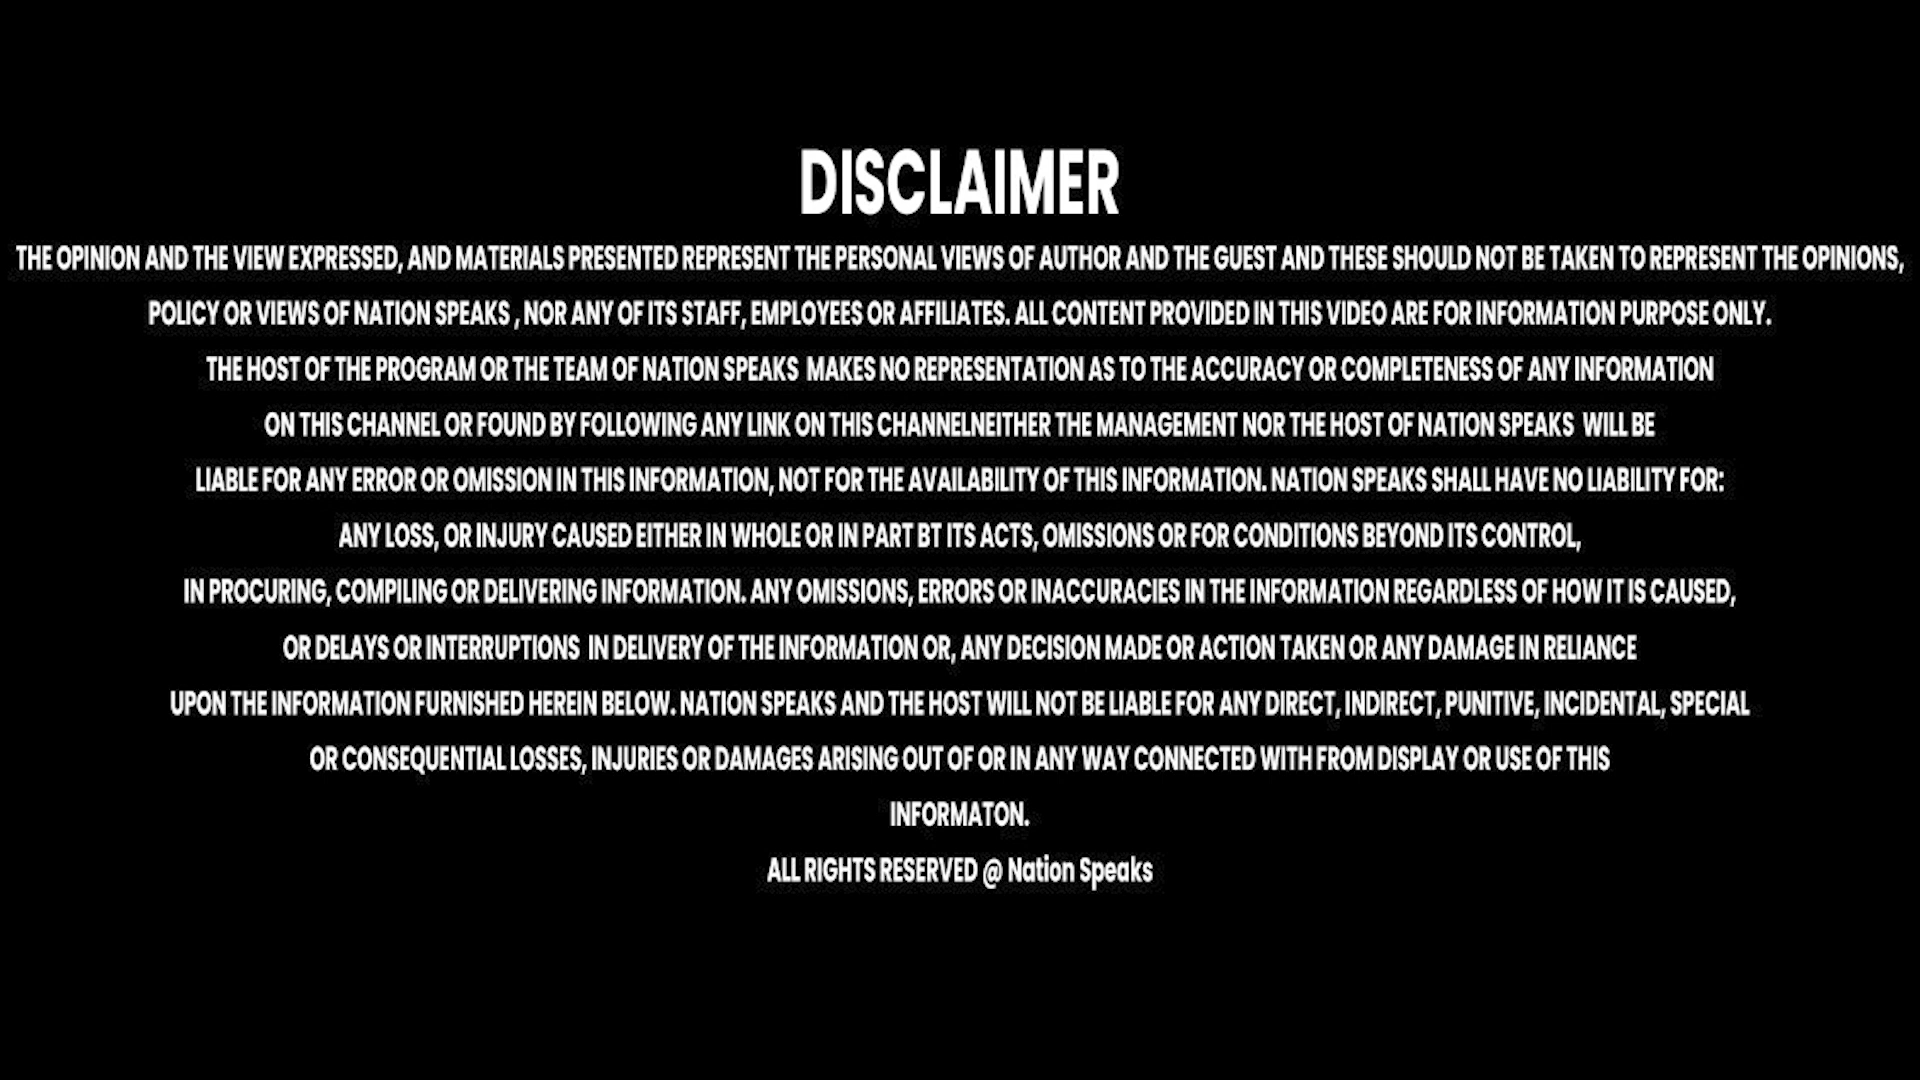 DISCLAIMER
THE OPINION AND THE VIEW EXPRESSED, AND MATERIALS PRESENTED REPRESENT THE PERSONAL VIEWS OF AUTHOR AND THE GUEST AND THESE SHOULD NOT BE TAKEN TO REPRESENT THE OPINIONS,
POLICY OR VIEWS OF NATION SPEAKS , NOR ANY OF ITS STAFF, EMPLOYEES OR AFFILIATES. ALL CONTENT PROVIDED IN THIS VIDEO ARE FOR INFORMATION PURPOSE ONLY.
THE HOST OF THE PROGRAM OR THE TEAM OF NATION SPEAKS MAKES NO REPRESENTATION AS TO THE ACCURACY OR COMPLETENESS OF ANY INFORMATION
ON THIS CHANNEL OR FOUND BY FOLLOWING ANY LINK ON THIS CHANNELNEITHER THE MANAGEMENT NOR THE HOST OF NATION SPEAKS WILL BE
LIABLE FOR ANY ERROR OR OMISSION IN THIS INFORMATION, NOT FOR THE AVAILABILITY OF THIS INFORMATION. NATION SPEAKS SHALL HAVE NO LIABILITY FOR:
ANY LOSS, OR INJURY CAUSED EITHER IN WHOLE OR IN PART BT ITS ACTS, OMISSIONS OR FOR CONDITIONS BEYOND ITS CONTROL,
IN PROCURING, COMPILING OR DELIVERING INFORMATION. ANY OMISSIONS, ERRORS OR INACCURACIES IN THE INFORMATION REGARDLESS OF HOW IT IS CAUSED,
OR DELAYS OR INTERRUPTIONS IN DELIVERY OF THE INFORMATION OR, ANY DECISION MADE OR ACTION TAKEN OR ANY DAMAGE IN RELIANCE
UPON THE INFORMATION FURNISHED HEREIN BELOW. NATION SPEAKS AND THE HOST WILL NOT BE LIABLE FOR ANY DIRECT, INDIRECT, PUNITIVE, INCIDENTAL, SPECIAL
OR CONSEQUENTIAL LOSSES, INJURIES OR DAMAGES ARISING OUT OF OR IN ANY WAY CONNECTED WITH FROM DISPLAY OR USE OF THIS
INFORMATON.
ALL RIGHTS RESERVED @ Nation Speaks